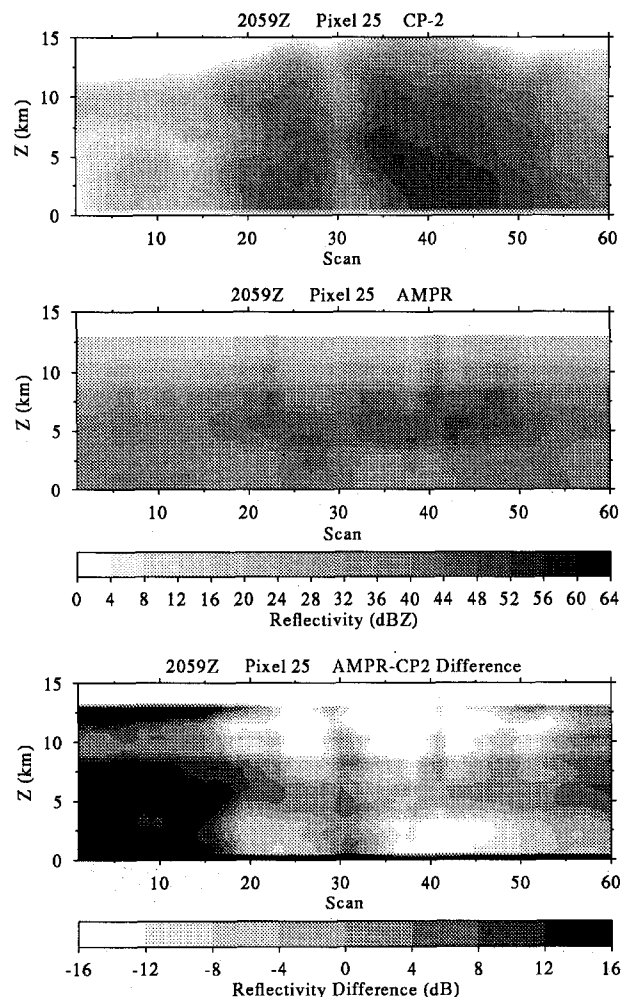 2059Z Pixel 25 CP-2
15
10
5
0
Z (km)
10 20 30 40 50 60
Scan
2059Z Pixel 25 AMPR
15
10
5
0
Z (km)
10 20 30 40 50 60
Scan
0 4 8 12 16 20 24 28 32 36 40 44 48 52 56 60 64
Reflectivity (dBZ)
2059Z Pixel 25 AMPR-CP2 Difference
15
10
5
0
Z (km)
10 20 30 40 50 60
Scan
-16 -12 -8 -4 0 4 8 12 16
Reflectivity Difference (dB)